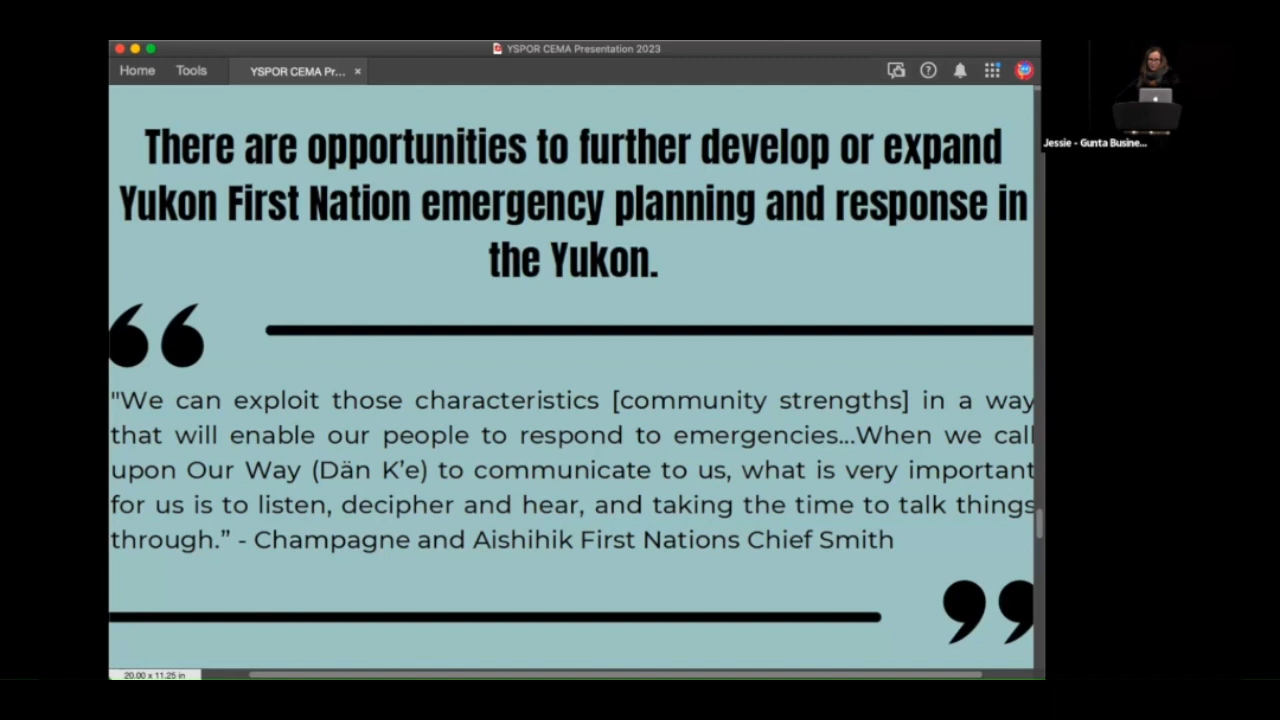 YSPOR CEMA Presentation 2023
Home Tools YSPOR CEMA Pr... ×
Jessie - Gunta Busine...
There are opportunities to further develop or expand
Yukon First Nation emergency planning and response in
the Yukon.
“
"We can exploit those characteristics [community strengths] in a way
that will enable our people to respond to emergencies...When we call
upon Our Way (Dän K’e) to communicate to us, what is very important
for us is to listen, decipher and hear, and taking the time to talk things
through.” - Champagne and Aishihik First Nations Chief Smith
”
20.00 x 11.25 in